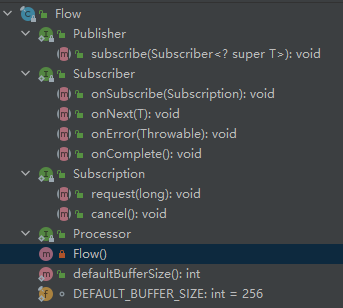 Flow
Publisher
subscribe(Subscriber<? super T>): void
Subscriber
onSubscribe(Subscription): void
onNext(T): void
onError(Throwable): void
onComplete(): void
Subscription
request(long): void
cancel(): void
Processor
Flow()
defaultBufferSize(): int
DEFAULT_BUFFER_SIZE: int = 256